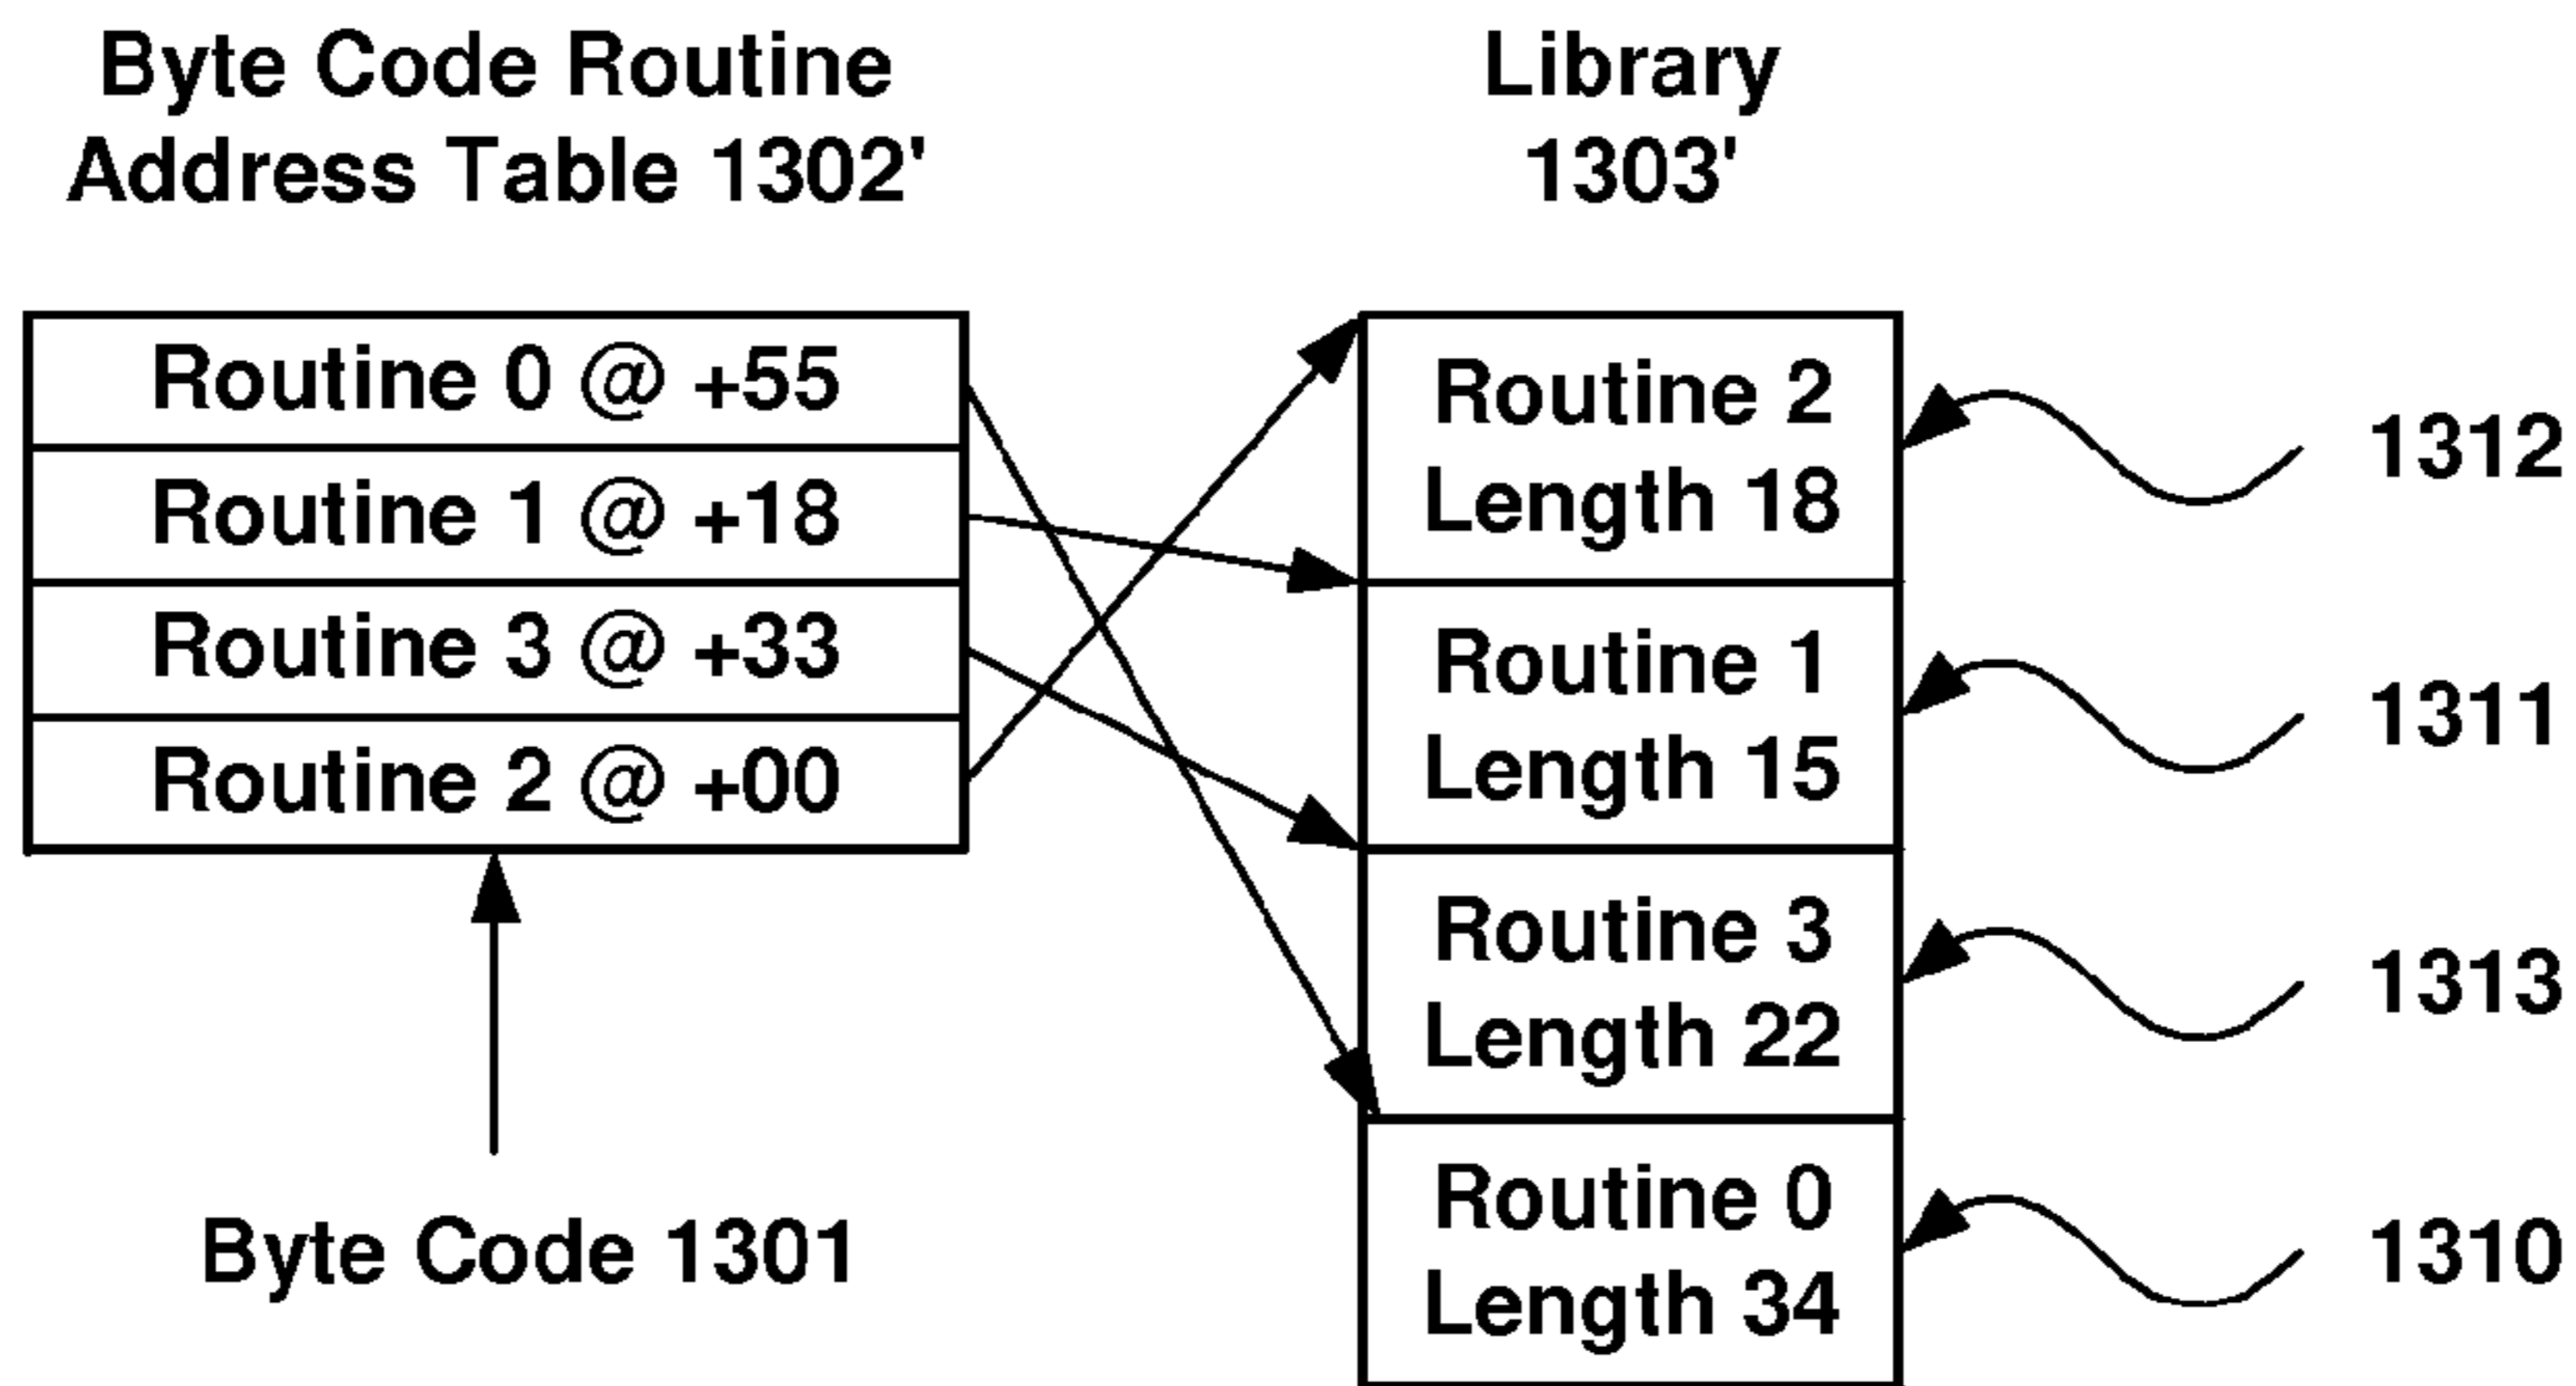 Byte Code Routine
Address Table 1302'
Library
1303'
Routine 0 @ +55
Routine 1 @ +18
Routine 3 @ +33
Routine 2 @ +00
Byte Code 1301
Routine 2
Length 18
1312
Routine 1
Length 15
1311
Routine 3
Length 22
1313
Routine 0
Length 34
1310